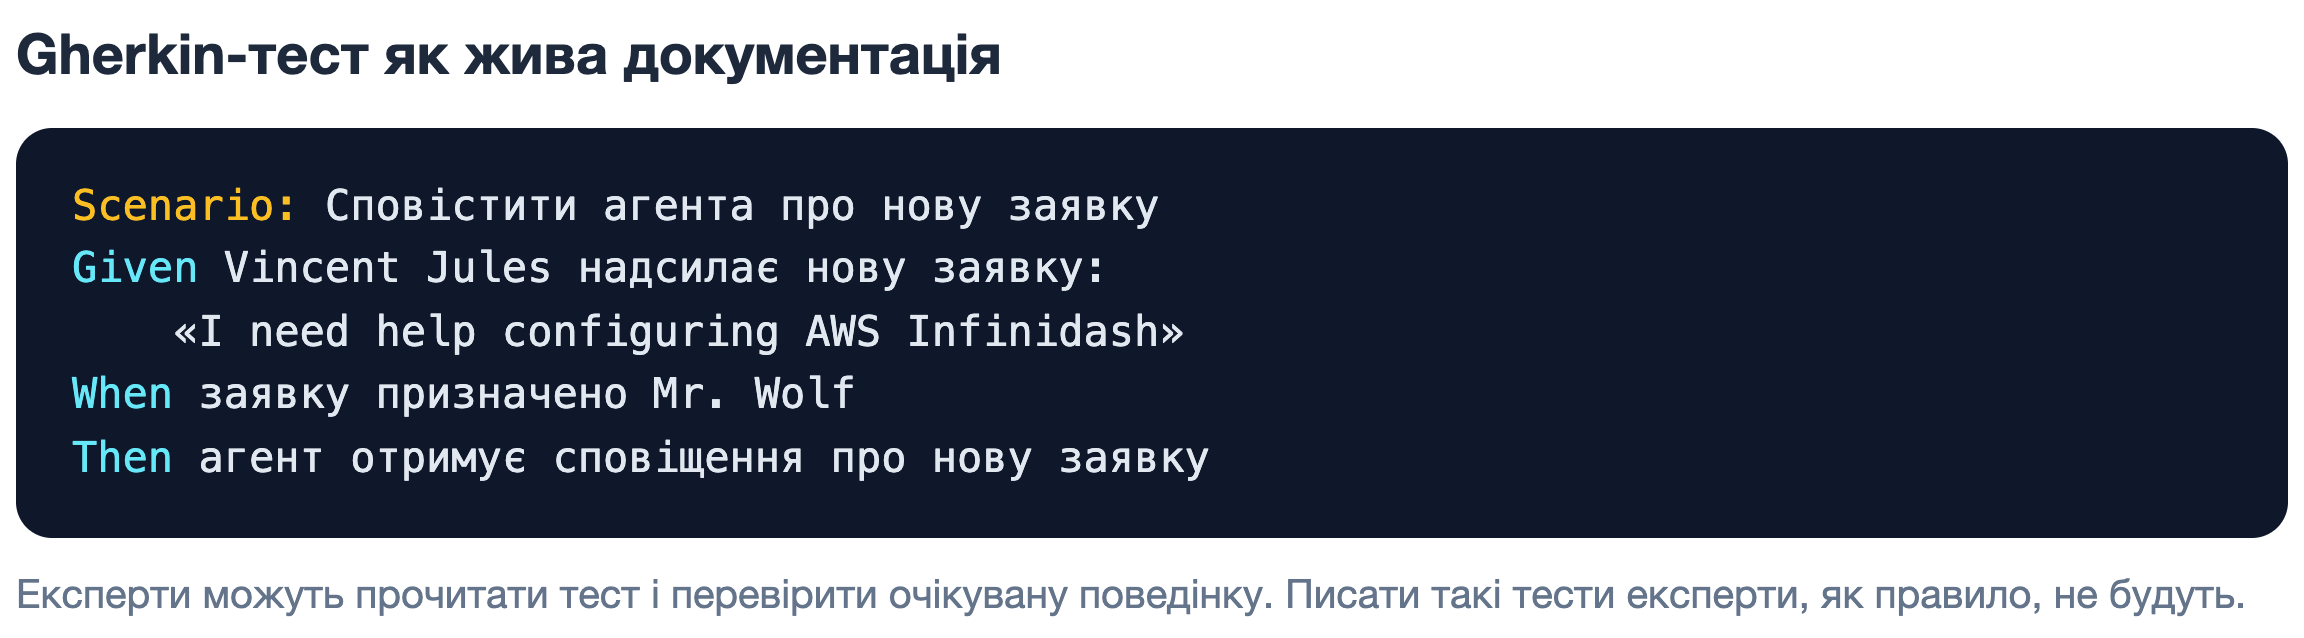 Gherkin-тест як жива документація
Scenario: Сповістити агента про нову заявку
Given Vincent Jules надсилає нову заявку:
«I need help configuring AWS Infinidash»
When заявку призначено Mr. Wolf
Then агент отримує сповіщення про нову заявку
Експерти можуть прочитати тест і перевірити очікувану поведінку. Писати такі тести експерти, як правило, не будуть.